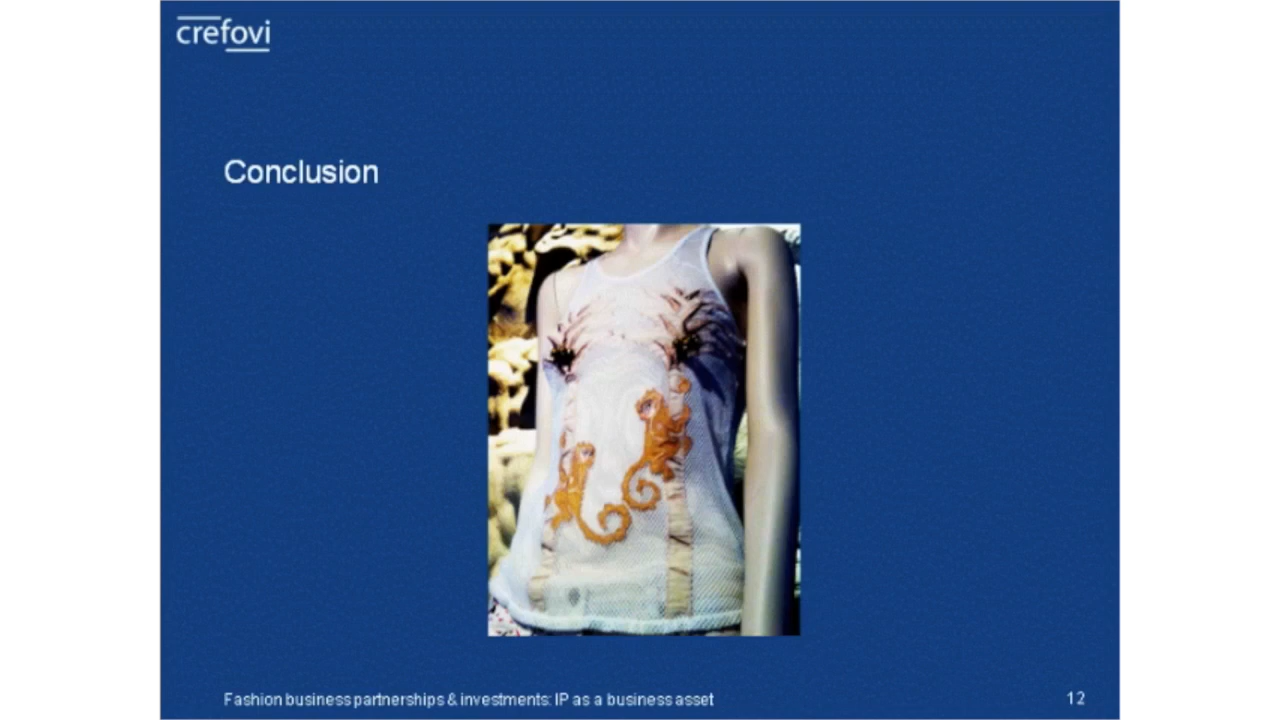 crefovi
Conclusion
Fashion business partnerships & investments: IP as a business asset
12